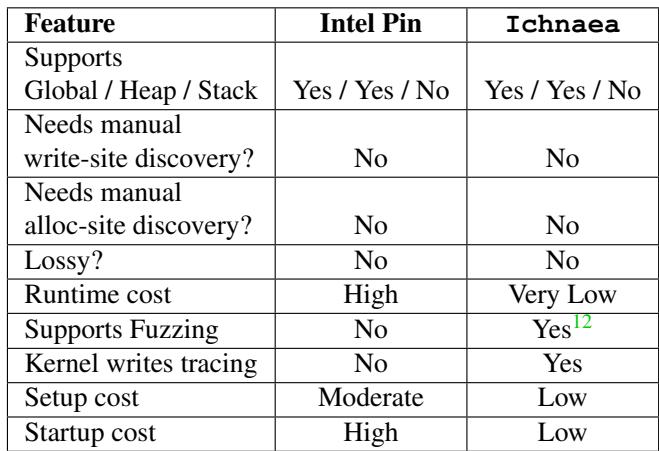 Feature Intel Pin Ichnaea
Supports
Global / Heap / Stack Yes / Yes / No Yes / Yes / No
Needs manual
write-site discovery? No No
Needs manual
alloc-site discovery? No No
Lossy? No No
Runtime cost High Very Low
Supports Fuzzing No Yes12
Kernel writes tracing No Yes
Setup cost Moderate Low
Startup cost High Low